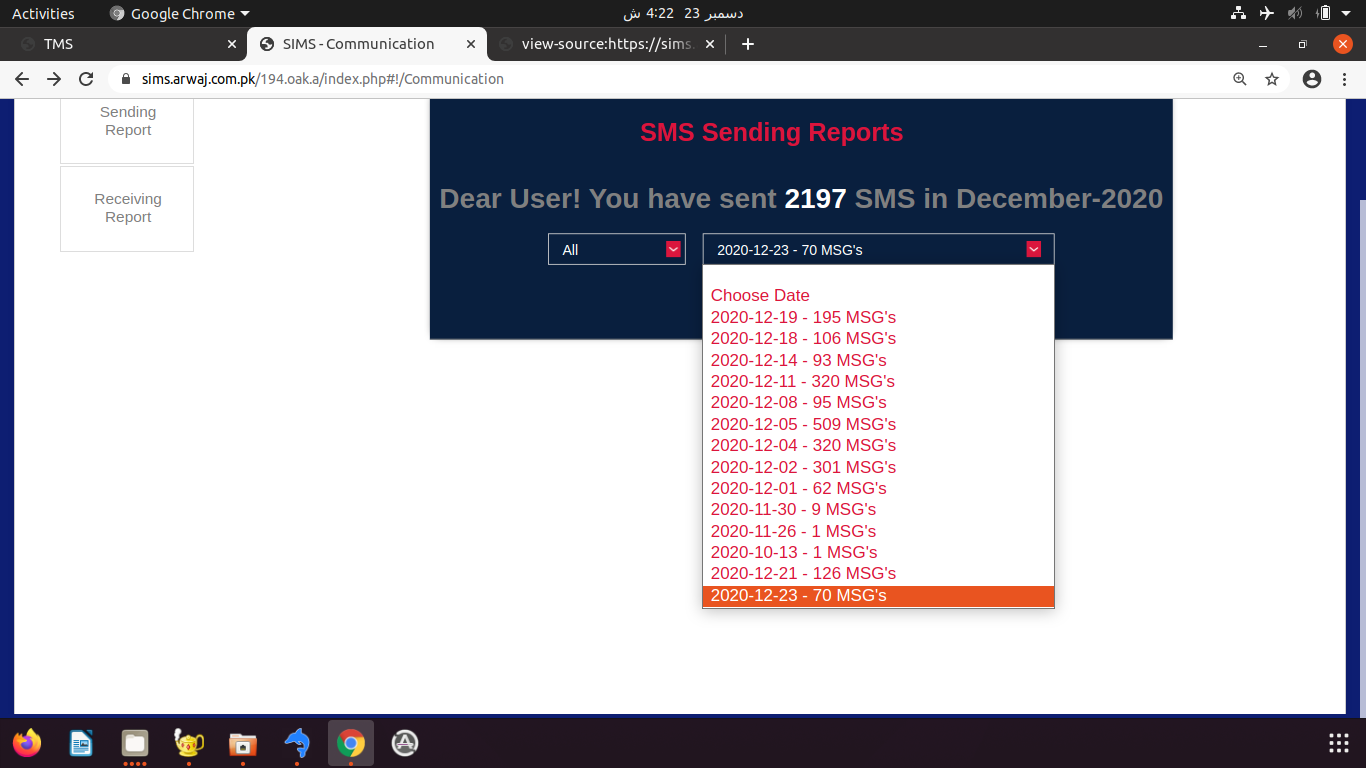 Activities
Google Chrome
دسمبر 23  4:22 ش
TMS
SIMS - Communication
view-source:https://sims.
sims.arwaj.com.pk/194.oak.a/index.php#!/Communication
Sending
Report
Receiving
Report
SMS Sending Reports
Dear User! You have sent 2197 SMS in December-2020
All
2020-12-23 - 70 MSG's
Choose Date
2020-12-19 - 195 MSG's
2020-12-18 - 106 MSG's
2020-12-14 - 93 MSG's
2020-12-11 - 320 MSG's
2020-12-08 - 95 MSG's
2020-12-05 - 509 MSG's
2020-12-04 - 320 MSG's
2020-12-02 - 301 MSG's
2020-12-01 - 62 MSG's
2020-11-30 - 9 MSG's
2020-11-26 - 1 MSG's
2020-10-13 - 1 MSG's
2020-12-21 - 126 MSG's
2020-12-23 - 70 MSG's